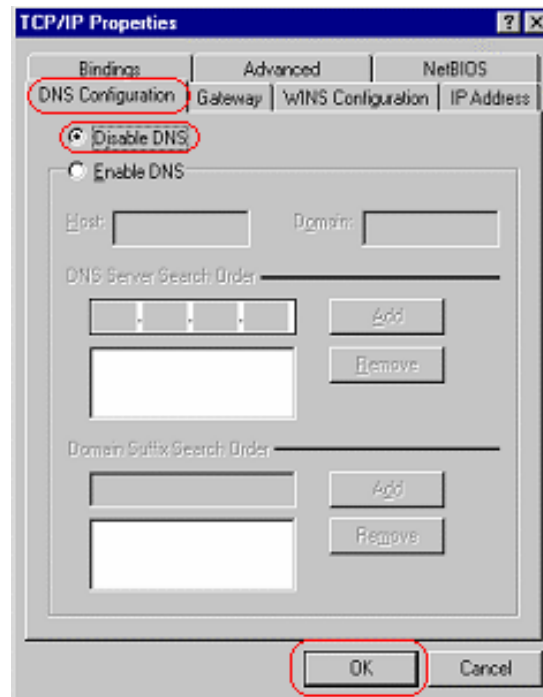 TCP/IP Properties
Bindings Advanced NetBIOS
DNS Configuration Gateway WINS Configuration IP Address
Disable DNS
Enable DNS
Host: Domain:
DNS Server Search Order
Add
Remove
Domain Suffix Search Order
Add
Remove
OK Cancel